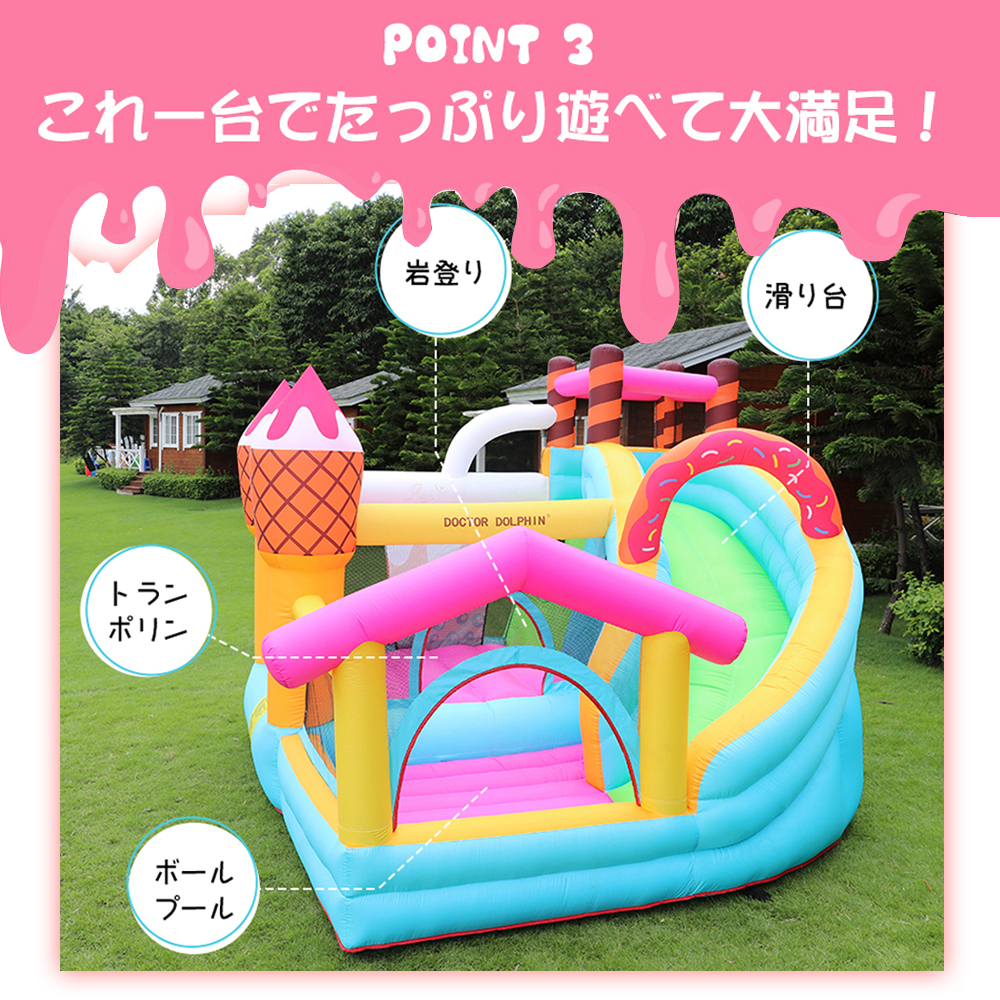 POINT 3
これ一台でたっぷり遊べて大満足！
岩登り
滑り台
DOCTOR DOLPHIN®
トラン
ポリン
ボール
プール